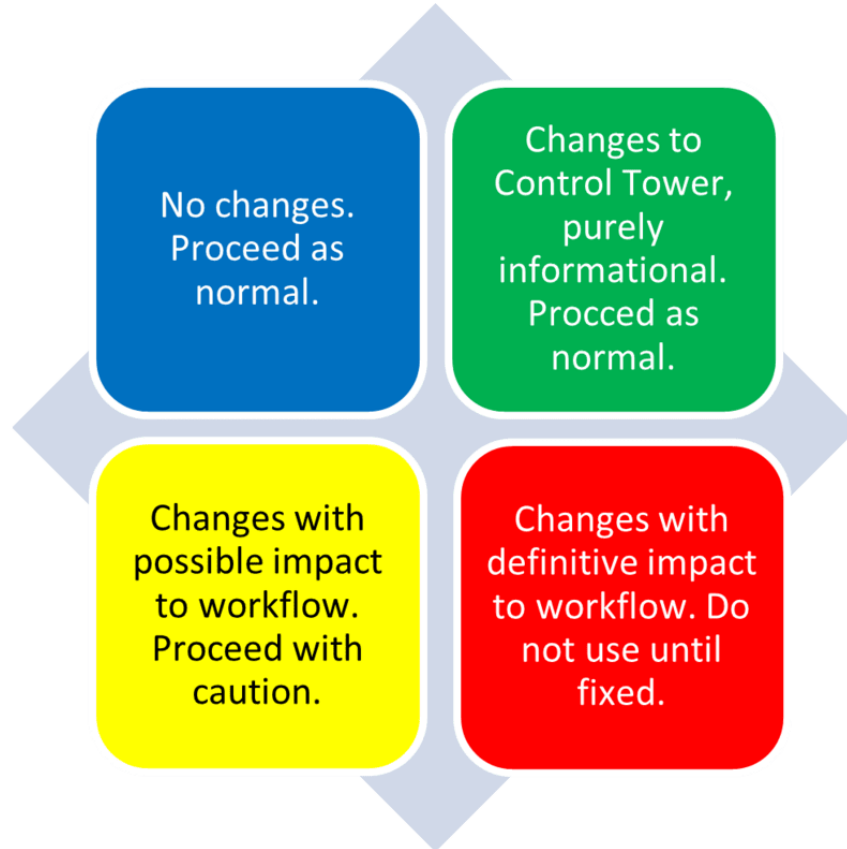 No changes.
Proceed as
normal.
Changes to
Control Tower,
purely
informational.
Procced as
normal.
Changes with
possible impact
to workflow.
Proceed with
caution.
Changes with
definitive impact
to workflow. Do
not use until
fixed.